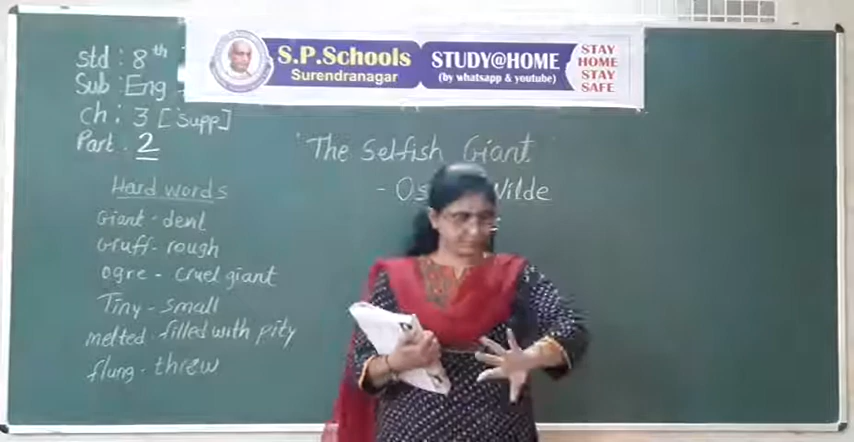 std : 8th
Sub : Eng
Ch : 3 [Supp]
Part . 2
S.P.Schools
Surendranagar
STUDY@HOME
(by whatsapp & youtube)
STAY
HOME
STAY
SAFE
The Selfish Giant
- Os Wilde
Hard words
Giant - dent
Gruff - rough
Ogre - cruel giant
Tiny - small
melted - filled with pity
flung - threw